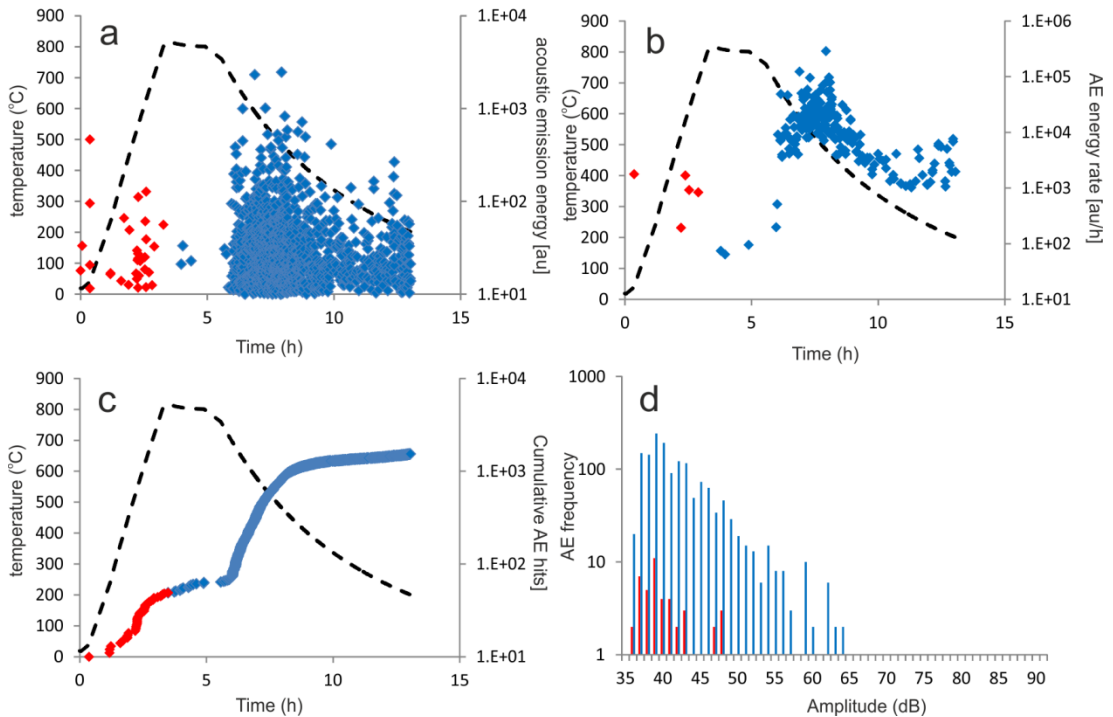 a
900
800
700
600
500
400
300
200
100
0
temperature (°C)
0
5
10
15
Time (h)
1.E+04
1.E+03
1.E+02
1.E+01
acoustic emission energy [au]
b
900
800
700
600
500
400
300
200
100
0
temperature (°C)
0
5
10
15
Time (h)
1.E+06
1.E+05
1.E+04
1.E+03
1.E+02
1.E+01
AE energy rate [au/h]
c
900
800
700
600
500
400
300
200
100
0
temperature (°C)
0
5
10
15
Time (h)
1.E+04
1.E+03
1.E+02
1.E+01
Cumulative AE hits]
d
1000
100
10
1
AE frequency
35 40 45 50 55 60 65 70 75 80 85 90
Amplitude (dB)